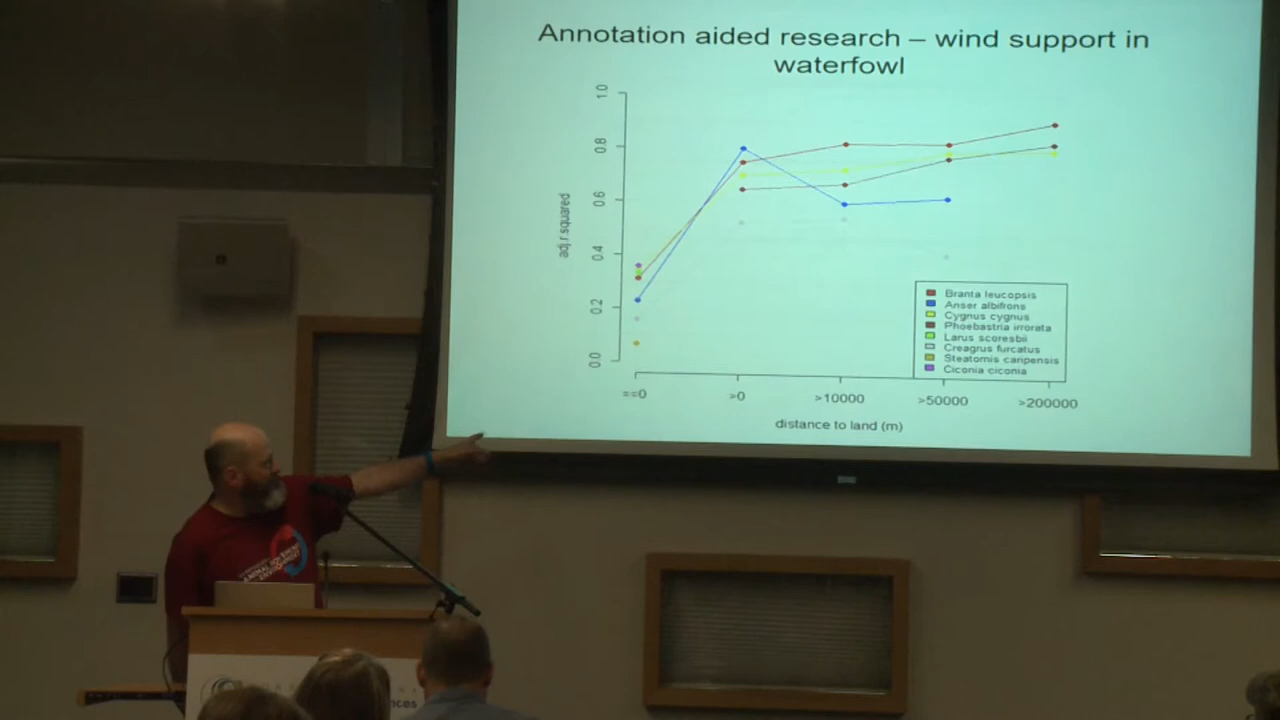 Annotation aided research – wind support in
waterfowl
1.0
0.8
0.6
0.4
0.2
0.0
adj.r.squared
==0
>0
>10000
>50000
>200000
distance to land (m)
Branta leucopsis
Anser albifrons
Cygnus cygnus
Phoebastria irrorata
Larus scoresbii
Creagrus furcatus
Steatornis caripensis
Ciconia ciconia
ANIMAL
nces